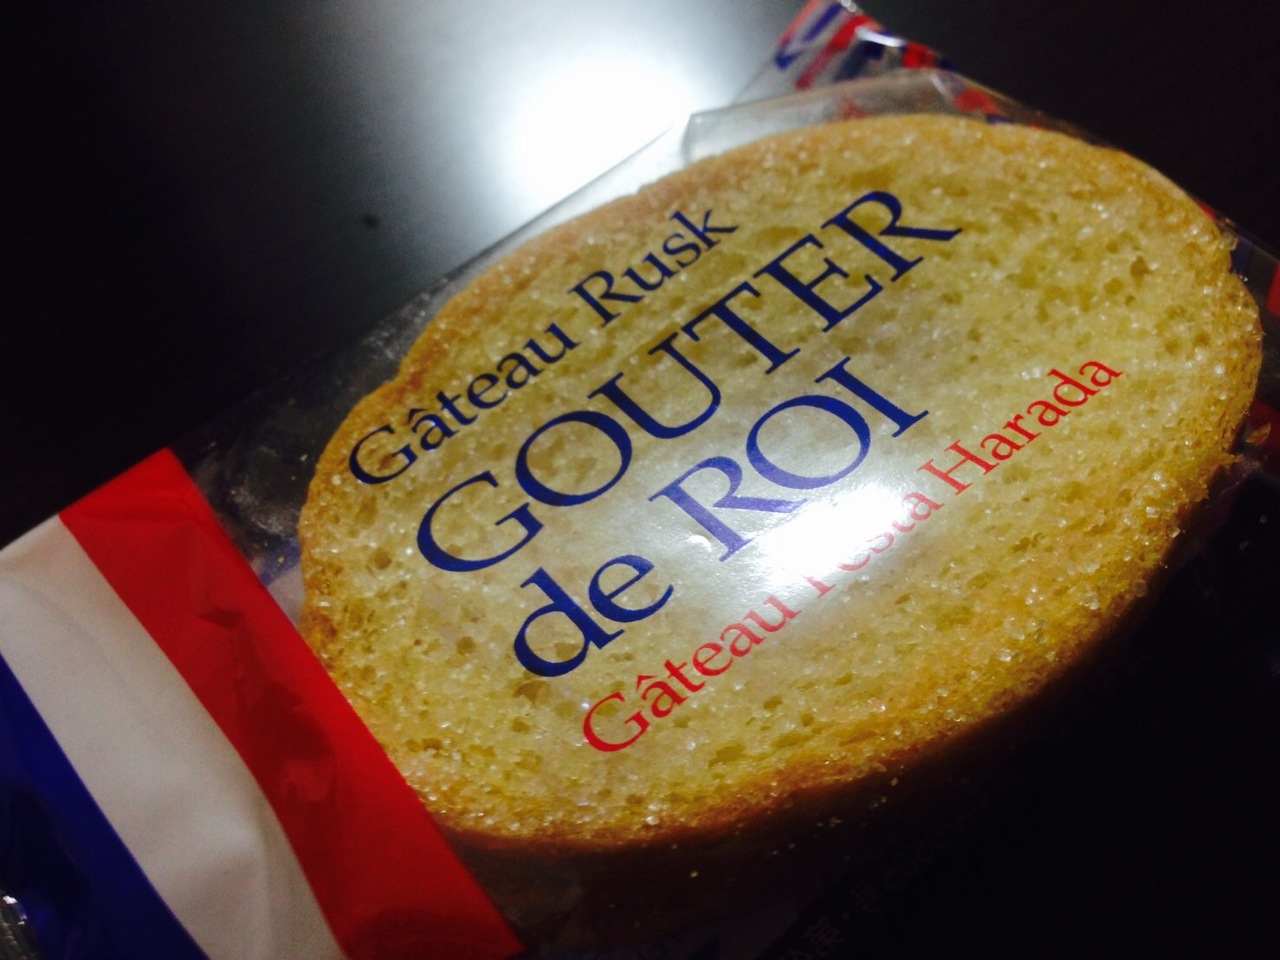 Gâteau Rusk
GOUTER
de ROI
Gâteau Festa Harada